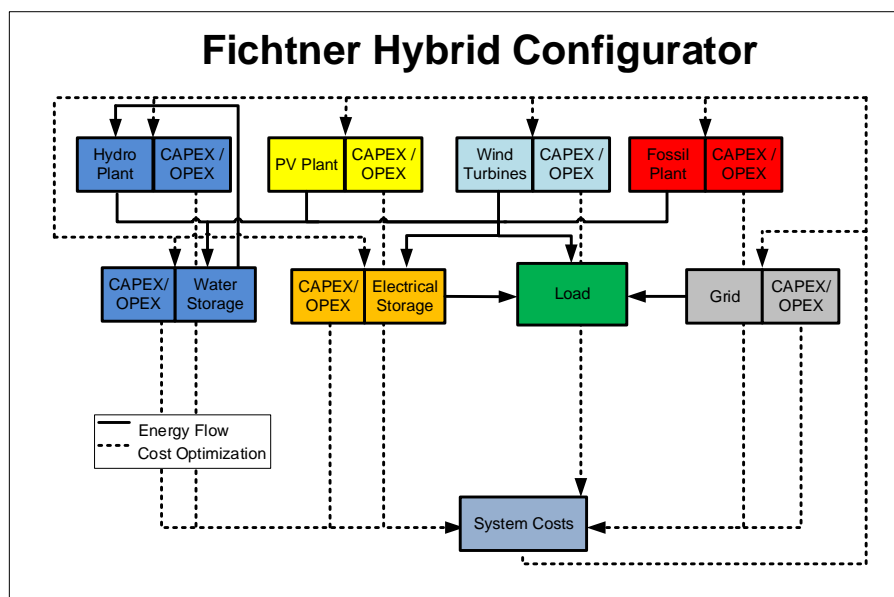 Fichtner Hybrid Configurator
Hydro
Plant
CAPEX /
OPEX
PV Plant
CAPEX /
OPEX
Wind
Turbines
CAPEX /
OPEX
Fossil
Plant
CAPEX /
OPEX
CAPEX/
OPEX
Water
Storage
CAPEX/
OPEX
Electrical
Storage
Load
Grid
CAPEX/
OPEX
Energy Flow
Cost Optimization
System Costs